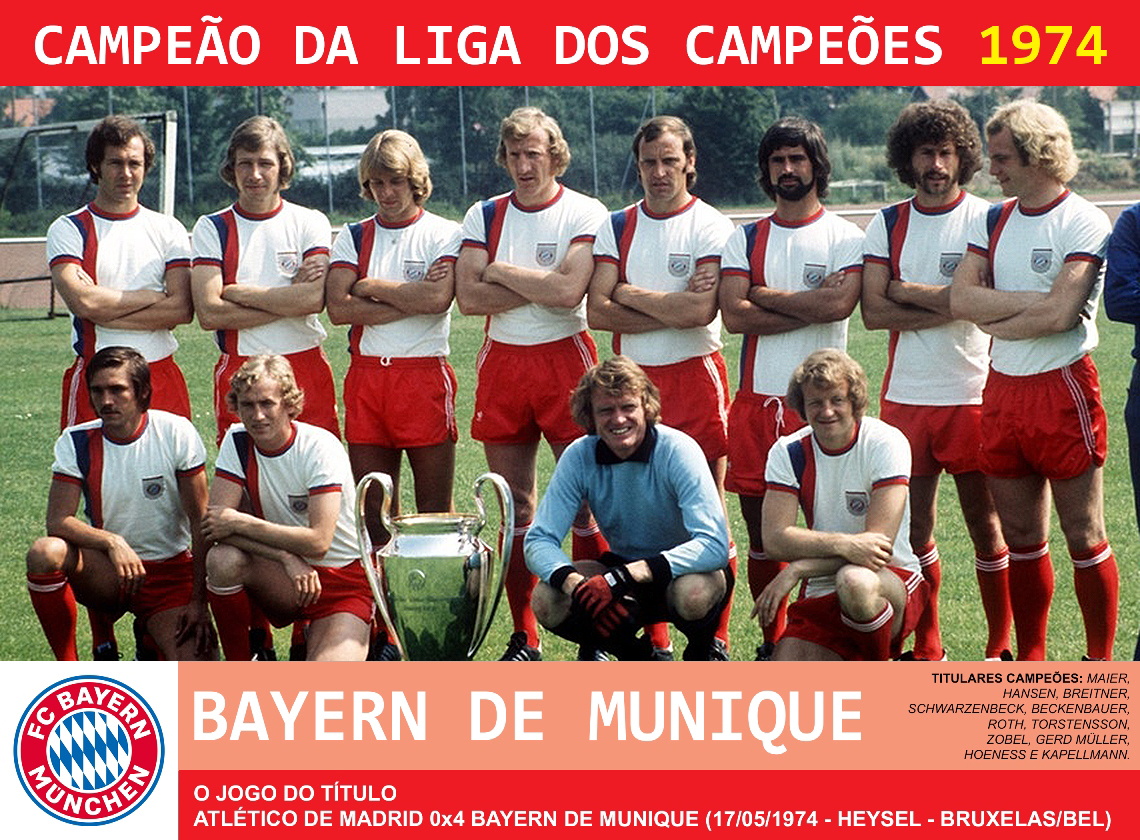 CAMPEÃO DA LIGA DOS CAMPEÕES 1974
FC BAYERN
MÜNCHEN
BAYERN DE MUNIQUE
TITULARES CAMPEÕES: MAIER,
HANSEN, BREITNER,
SCHWARZENBECK, BECKENBAUER,
ROTH, TORSTENSSON,
ZOBEL, GERD MÜLLER,
HOENESS E KAPELLMANN.
O JOGO DO TÍTULO
ATLÉTICO DE MADRID 0x4 BAYERN DE MUNIQUE (17/05/1974 - HEYSEL - BRUXELAS/BEL)